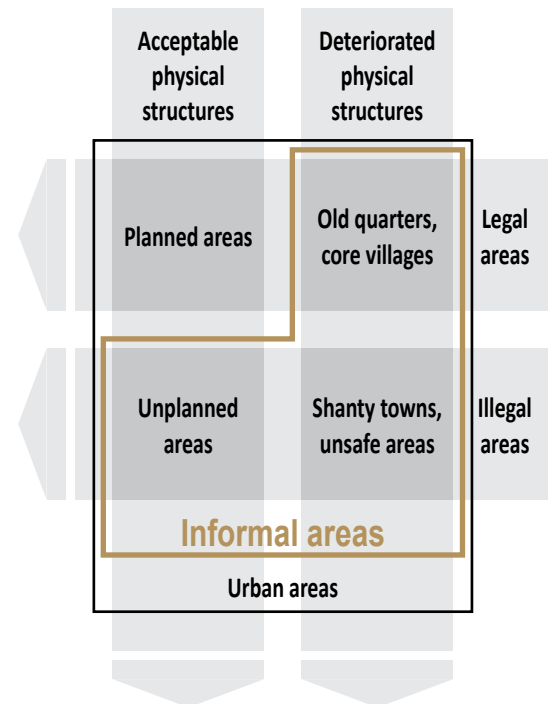 Acceptable
physical
structures
Deteriorated
physical
structures
Planned areas
Old quarters,
core villages
Legal
areas
Unplanned
areas
Shanty towns,
unsafe areas
Illegal
areas
Informal areas
Urban areas